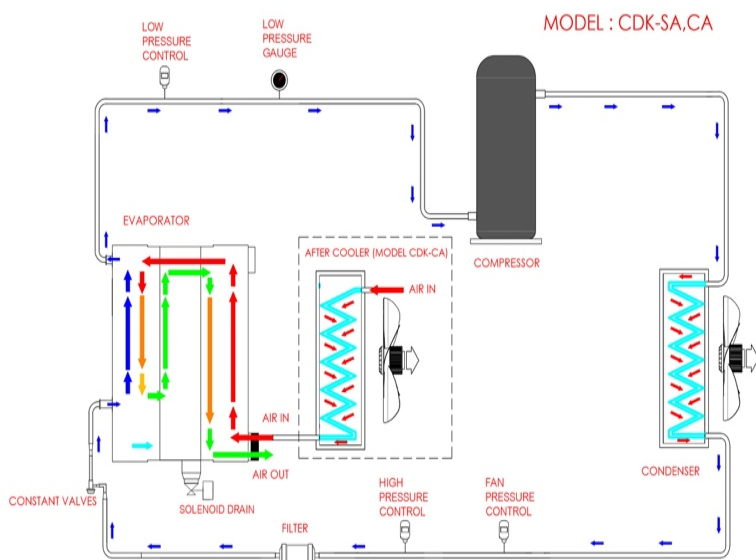 MODEL : CDK-SA,CA
LOW
PRESSURE
CONTROL
LOW
PRESSURE
GAUGE
EVAPORATOR
AFTER COOLER (MODEL CDK-CA)
COMPRESSOR
AIR IN
AIR IN
AIR OUT
CONDENSER
CONSTANT VALVES
SOLENOID DRAIN
HIGH
PRESSURE
CONTROL
FAN
PRESSURE
CONTROL
FILTER